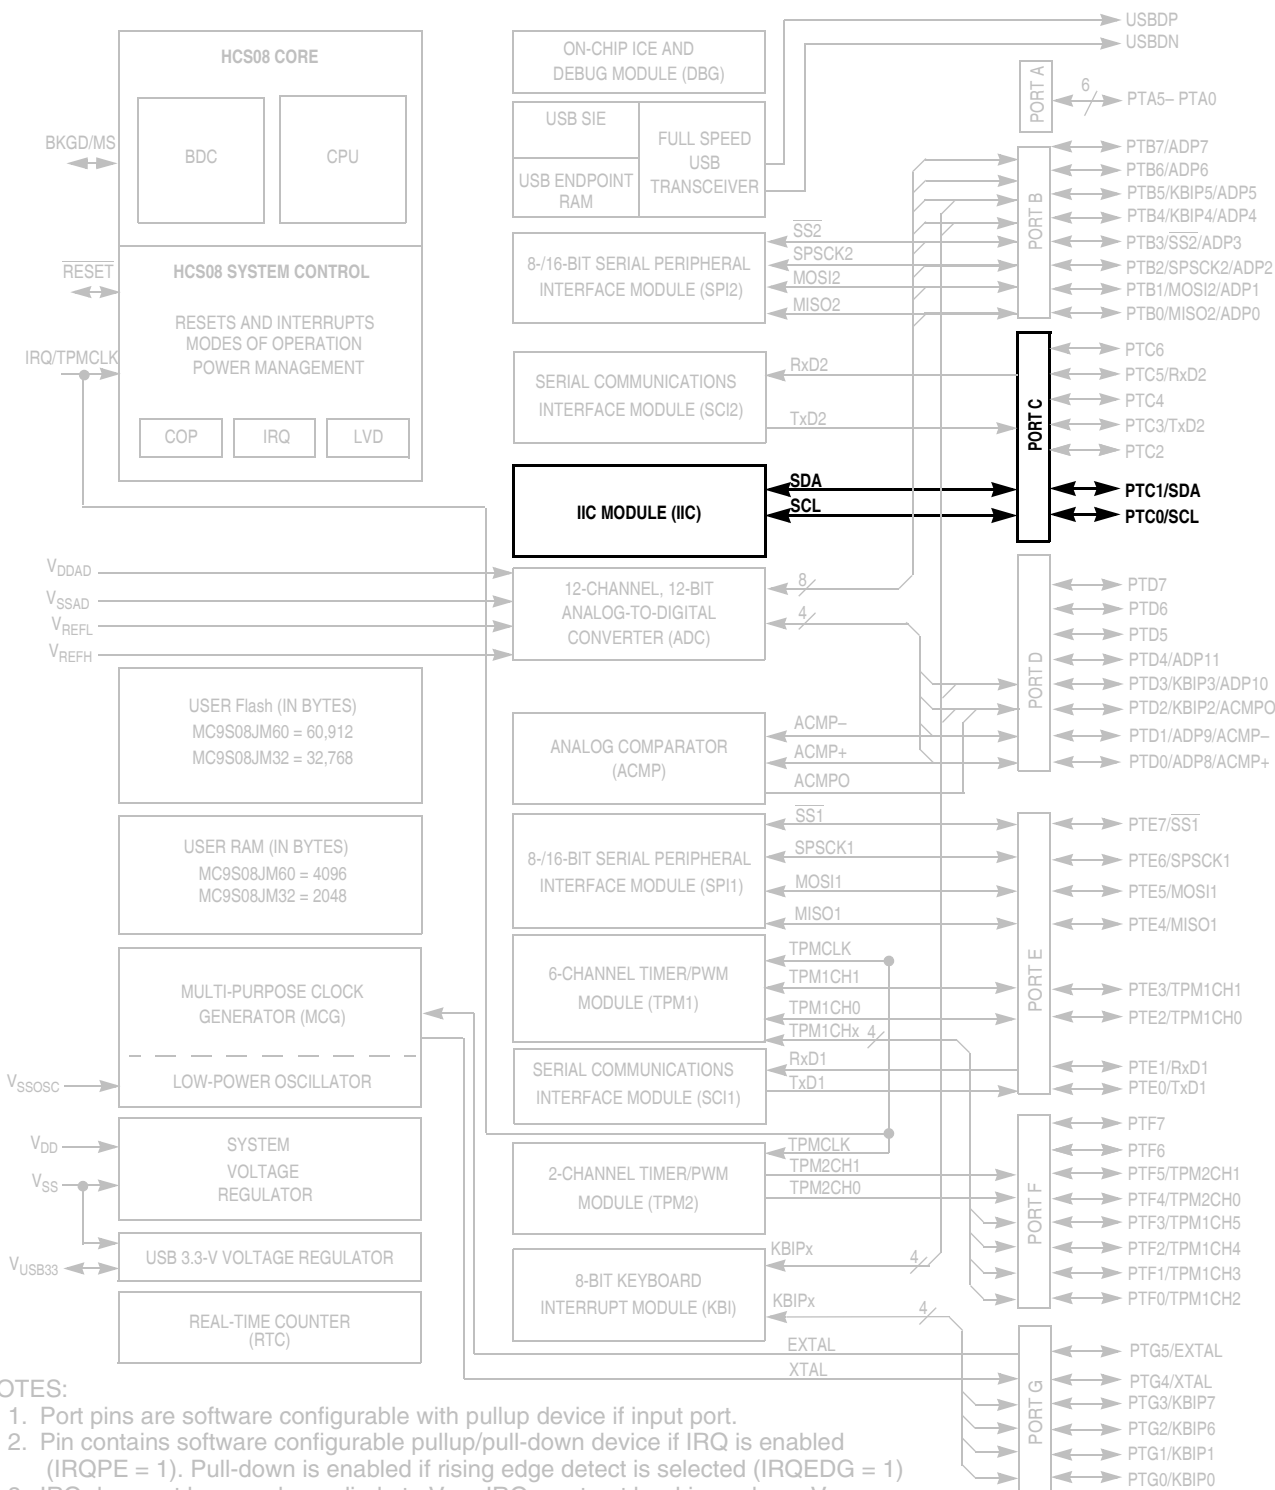 HCS08 CORE
BDC
CPU
BKGD/MS
HCS08 SYSTEM CONTROL
RESET
RESETS AND INTERRUPTS
MODES OF OPERATION
POWER MANAGEMENT
IRQ/TPMCLK
COP
IRQ
LVD
VDDAD
VSSAD
VREFL
VREFH
USER Flash (IN BYTES)
MC9S08JM60 = 60,912
MC9S08JM32 = 32,768
USER RAM (IN BYTES)
MC9S08JM60 = 4096
MC9S08JM32 = 2048
MULTI-PURPOSE CLOCK
GENERATOR (MCG)
LOW-POWER OSCILLATOR
VSSOSC
VDD
VSS
SYSTEM
VOLTAGE
REGULATOR
VUSB33
USB 3.3-V VOLTAGE REGULATOR
REAL-TIME COUNTER
(RTC)
ON-CHIP ICE AND
DEBUG MODULE (DBG)
USB SIE
USB ENDPOINT
RAM
FULL SPEED
USB
TRANSCEIVER
USBDP
USBDN
8-/16-BIT SERIAL PERIPHERAL
INTERFACE MODULE (SPI2)
SS2
SPSCK2
MOSI2
MISO2
SERIAL COMMUNICATIONS
INTERFACE MODULE (SCI2)
RxD2
TxD2
IIC MODULE (IIC)
SDA
SCL
12-CHANNEL, 12-BIT
ANALOG-TO-DIGITAL
CONVERTER (ADC)
8
4
ANALOG COMPARATOR
(ACMP)
ACMP–
ACMP+
ACMPO
8-/16-BIT SERIAL PERIPHERAL
INTERFACE MODULE (SPI1)
SS1
SPSCK1
MOSI1
MISO1
6-CHANNEL TIMER/PWM
MODULE (TPM1)
TPMCLK
TPM1CH1
TPM1CH0
TPM1CHx 4
SERIAL COMMUNICATIONS
INTERFACE MODULE (SCI1)
RxD1
TxD1
2-CHANNEL TIMER/PWM
MODULE (TPM2)
TPMCLK
TPM2CH1
TPM2CH0
8-BIT KEYBOARD
INTERRUPT MODULE (KBI)
KBIPx
4
KBIPx
4
EXTAL
XTAL
PORT A
6
PTA5– PTA0
PORT B
PTB7/ADP7
PTB6/ADP6
PTB5/KBIP5/ADP5
PTB4/KBIP4/ADP4
PTB3/SS2/ADP3
PTB2/SPSCK2/ADP2
PTB1/MOSI2/ADP1
PTB0/MISO2/ADP0
PORT C
PTC6
PTC5/RxD2
PTC4
PTC3/TxD2
PTC2
PTC1/SDA
PTC0/SCL
PORT D
PTD7
PTD6
PTD5
PTD4/ADP11
PTD3/KBIP3/ADP10
PTD2/KBIP2/ACMPO
PTD1/ADP9/ACMP–
PTD0/ADP8/ACMP+
PORT E
PTE7/SS1
PTE6/SPSCK1
PTE5/MOSI1
PTE4/MISO1
PTE3/TPM1CH1
PTE2/TPM1CH0
PTE1/RxD1
PTE0/TxD1
PORT F
PTF7
PTF6
PTF5/TPM2CH1
PTF4/TPM2CH0
PTF3/TPM1CH5
PTF2/TPM1CH4
PTF1/TPM1CH3
PTF0/TPM1CH2
PORT G
PTG5/EXTAL
PTG4/XTAL
PTG3/KBIP7
PTG2/KBIP6
PTG1/KBIP1
PTG0/KBIP0
OTES:
1. Port pins are software configurable with pullup device if input port.
2. Pin contains software configurable pullup/pull-down device if IRQ is enabled
(IRQPE = 1). Pull-down is enabled if rising edge detect is selected (IRQEDG = 1)